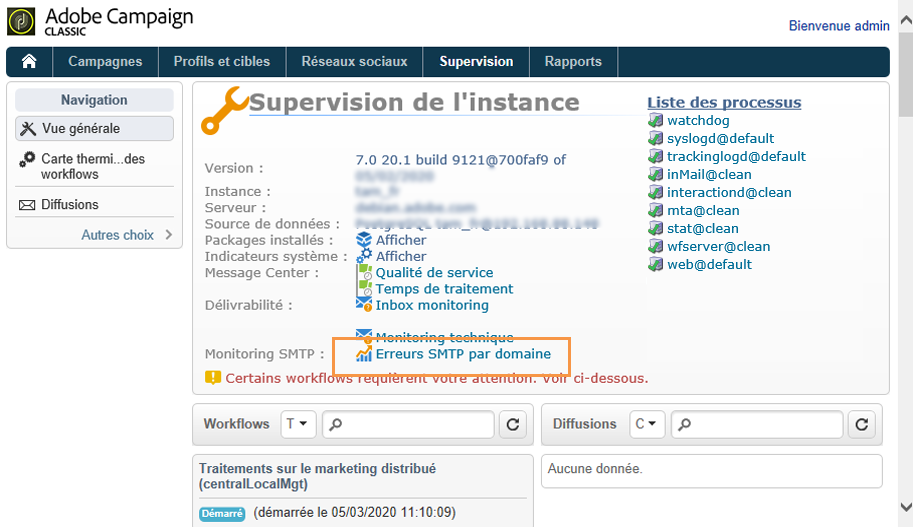 Adobe Campaign
CLASSIC
Bienvenue admin
Campagnes
Profils et cibles
Réseaux sociaux
Supervision
Rapports
Navigation
Vue générale
Carte thermi...des
workflows
Diffusions
Autres choix
Supervision de l'instance
Version : 7.0 20.1 build 9121@700faf9 of
Instance :
Serveur :
Source de données :
Packages installés : Afficher
Indicateurs système : Afficher
Message Center : Qualité de service
Temps de traitement
Délivrabilité : Inbox monitoring
Monitoring technique
Monitoring SMTP : Erreurs SMTP par domaine
Certains workflows requièrent votre attention. Voir ci-dessous.
Liste des processus
watchdog
syslogd@default
trackinglogd@default
inMail@clean
interactiond@clean
mta@clean
stat@clean
wfserver@clean
web@default
Workflows T
Diffusions C
Traitements sur le marketing distribué
(centralLocalMgt)
Démarré (démarrée le 05/03/2020 11:10:09)
Aucune donnée.